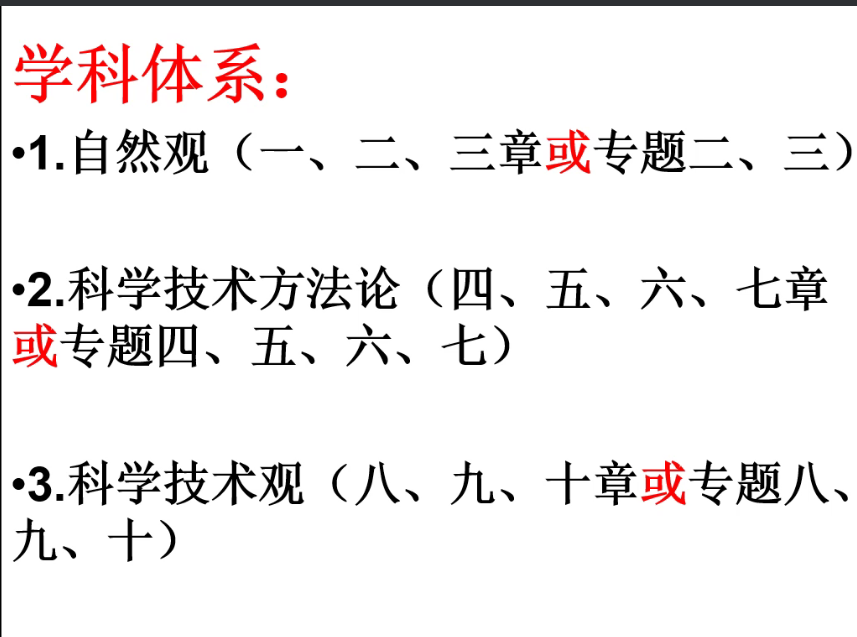 学科体系：
•1.自然观（一、二、三章或专题二、三）
•2.科学技术方法论（四、五、六、七章
或专题四、五、六、七）
•3.科学技术观（八、九、十章或专题八、
九、十）